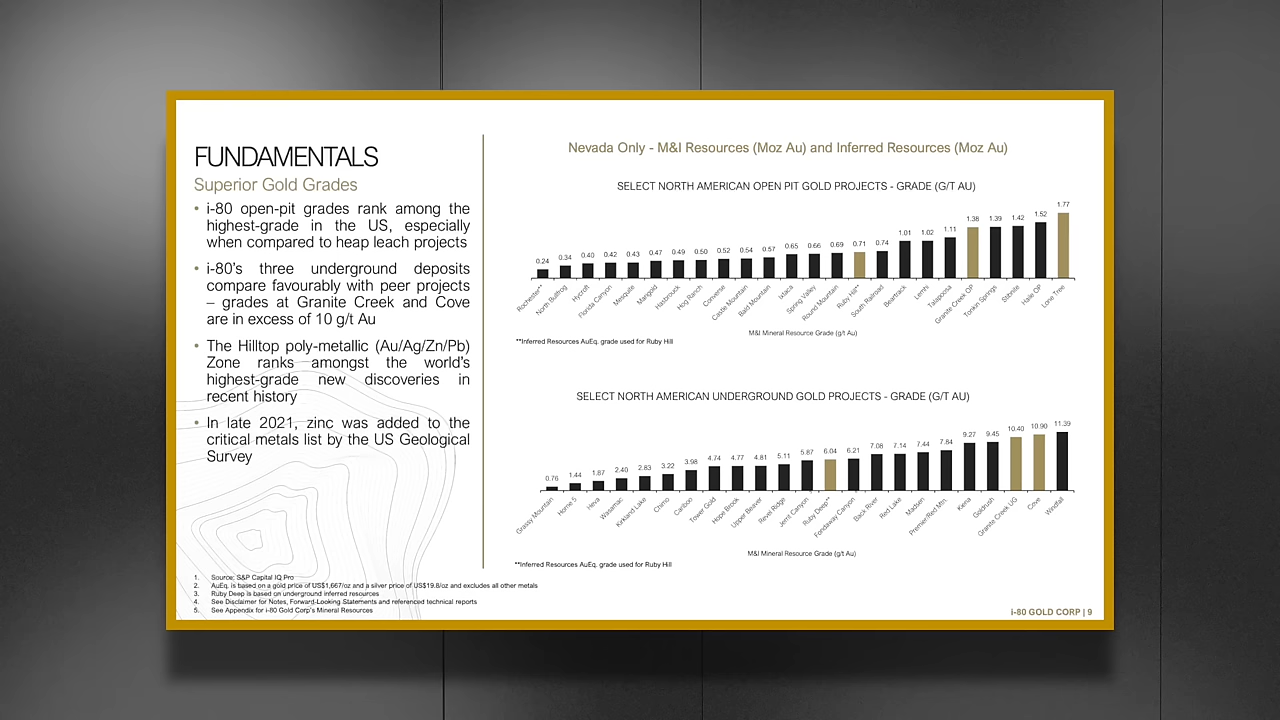 FUNDAMENTALS
Superior Gold Grades
• i-80 open-pit grades rank among the
highest-grade in the US, especially
when compared to heap leach projects
• i-80's three underground deposits
compare favourably with peer projects
– grades at Granite Creek and Cove
are in excess of 10 g/t Au
• The Hilltop poly-metallic (Au/Ag/Zn/Pb)
Zone ranks amongst the world's
highest-grade new discoveries in
recent history
• In late 2021, zinc was added to the
critical metals list by the US Geological
Survey
Nevada Only - M&I Resources (Moz Au) and Inferred Resources (Moz Au)
SELECT NORTH AMERICAN OPEN PIT GOLD PROJECTS - GRADE (G/T AU)
0.24 0.34 0.40 0.42 0.43 0.47 0.49 0.50 0.52 0.54 0.57 0.65 0.66 0.69 0.71 0.74 1.01 1.02 1.11 1.38 1.39 1.42 1.52 1.77
Rochester** North Bullfrog Hycroft Florida Canyon Mesquite Marigold Hasbrouck Hog Ranch Converse Castle Mountain Bald Mountain Ixtaca Spring Valley Round Mountain Ruby Hill** South Railroad Beartrack Lemhi Talapoosa Granite Creek OP Tonkin Springs Stibnite Haile OP Lone Tree
M&I Mineral Resource Grade (g/t Au)
**Inferred Resources AuEq. grade used for Ruby Hill
SELECT NORTH AMERICAN UNDERGROUND GOLD PROJECTS - GRADE (G/T AU)
0.76 1.44 1.87 2.40 2.83 3.22 3.98 4.74 4.77 4.81 5.11 5.87 6.04 6.21 7.08 7.14 7.44 7.84 9.27 9.45 10.40 10.90 11.39
Grassy Mountain Horne 5 Heva Wasamac Kirkland Lake Chimo Cariboo Tower Gold Hope Brook Upper Beaver Revel Ridge Jerrit Canyon Ruby Deep** Fondaway Canyon Back River Red Lake Madsen Premier/Red Mtn. Kiena Goldrush Granite Creek UG Cove Windfall
M&I Mineral Resource Grade (g/t Au)
**Inferred Resources AuEq. grade used for Ruby Hill
1. Source: S&P Capital IQ Pro
2. AuEq. is based on a gold price of US$1,667/oz and a silver price of US$19.8/oz and excludes all other metals
3. Ruby Deep is based on underground inferred resources
4. See Disclaimer for Notes, Forward-Looking Statements and referenced technical reports
5. See Appendix for i-80 Gold Corp's Mineral Resources
i-80 GOLD CORP | 9